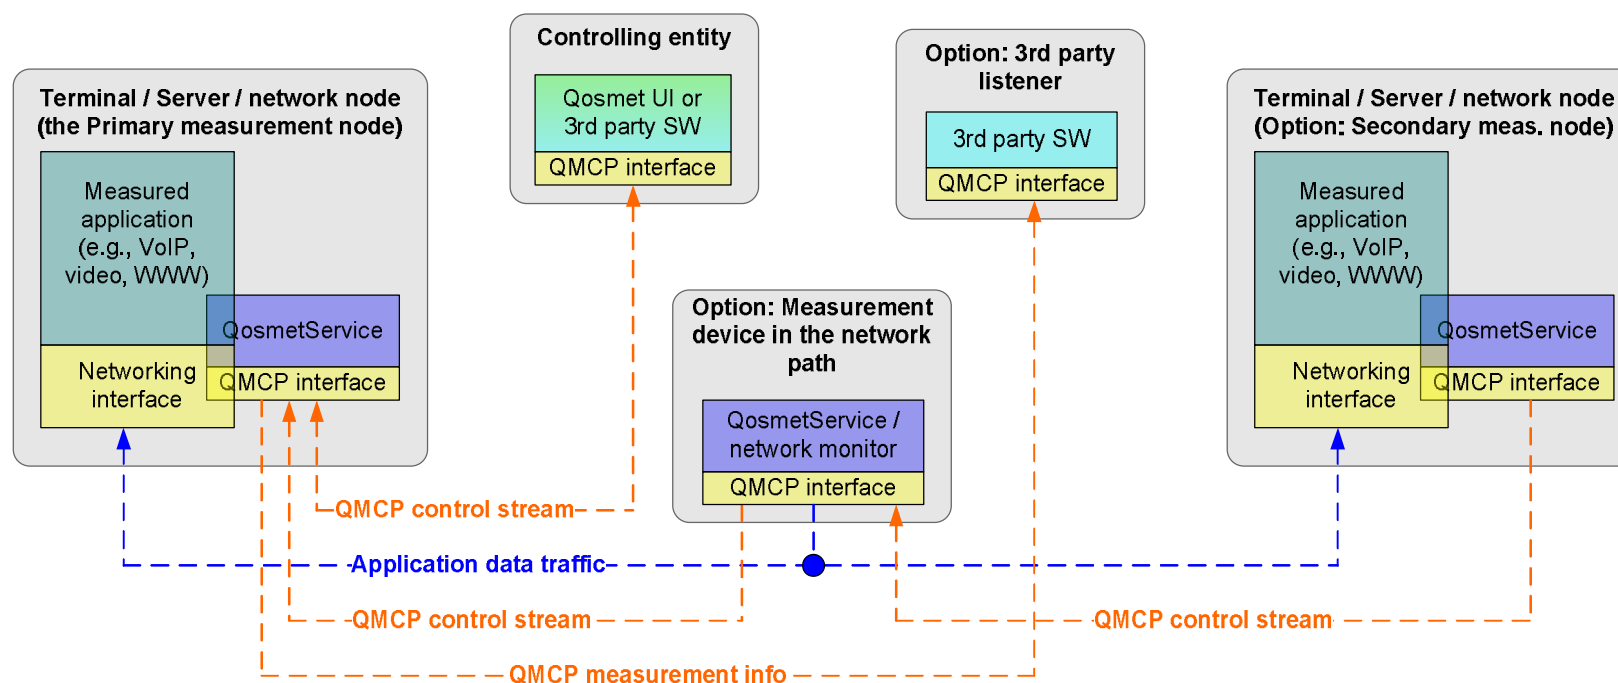 Controlling entity
Qosmet UI or
3rd party SW
QMCP interface
Option: 3rd party
listener
3rd party SW
QMCP interface
Terminal / Server / network node
(the Primary measurement node)
Measured
application
(e.g., VoIP,
video, WWW)
QosmetService
QMCP interface
Networking
interface
Terminal / Server / network node
(Option: Secondary meas. node)
Measured
application
(e.g., VoIP,
video, WWW)
QosmetService
QMCP interface
Networking
interface
Option: Measurement
device in the network
path
QosmetService /
network monitor
QMCP interface
QMCP control stream
Application data traffic
QMCP control stream
QMCP control stream
QMCP measurement info